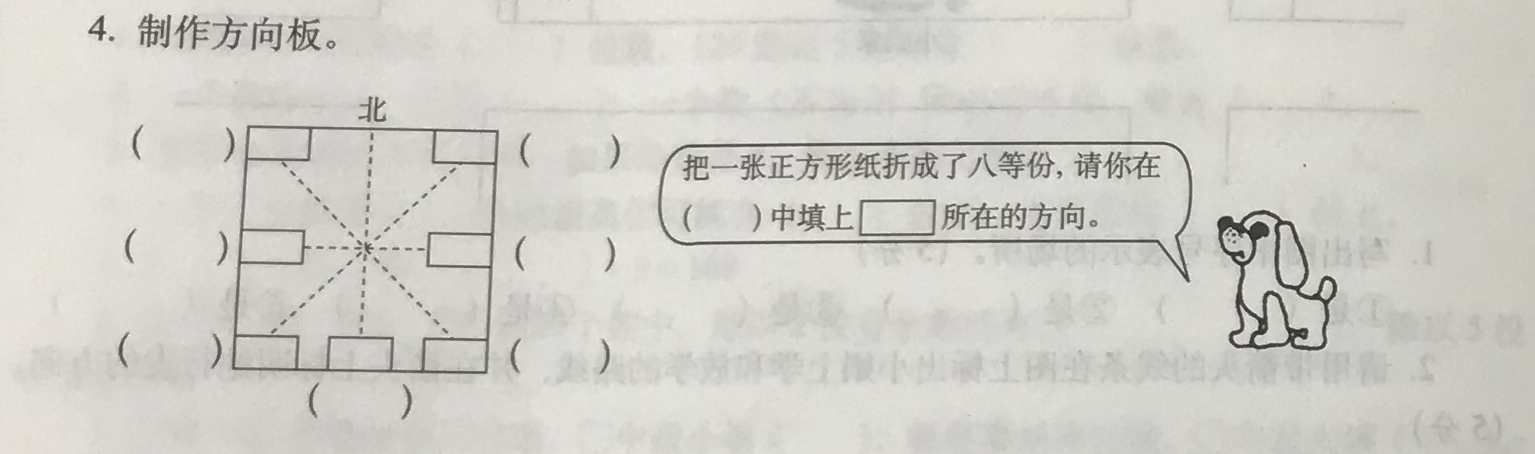 4. 制作方向板。
北
(    ) (    )
把一张正方形纸折成了八等份,请你在
(    )中填上 所在的方向。
(    ) (    )
(    ) (    )
(    )